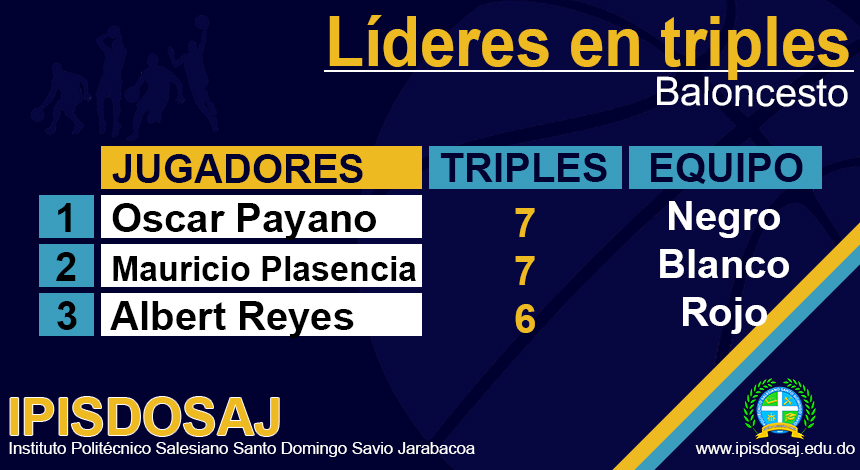 Líderes en triples
Baloncesto
JUGADORES TRIPLES EQUIPO
1 Oscar Payano 7 Negro
2 Mauricio Plasencia 7 Blanco
3 Albert Reyes 6 Rojo
IPISDOSAJ
Instituto Politécnico Salesiano Santo Domingo Savio Jarabacoa
www.ipisdosaj.edu.do